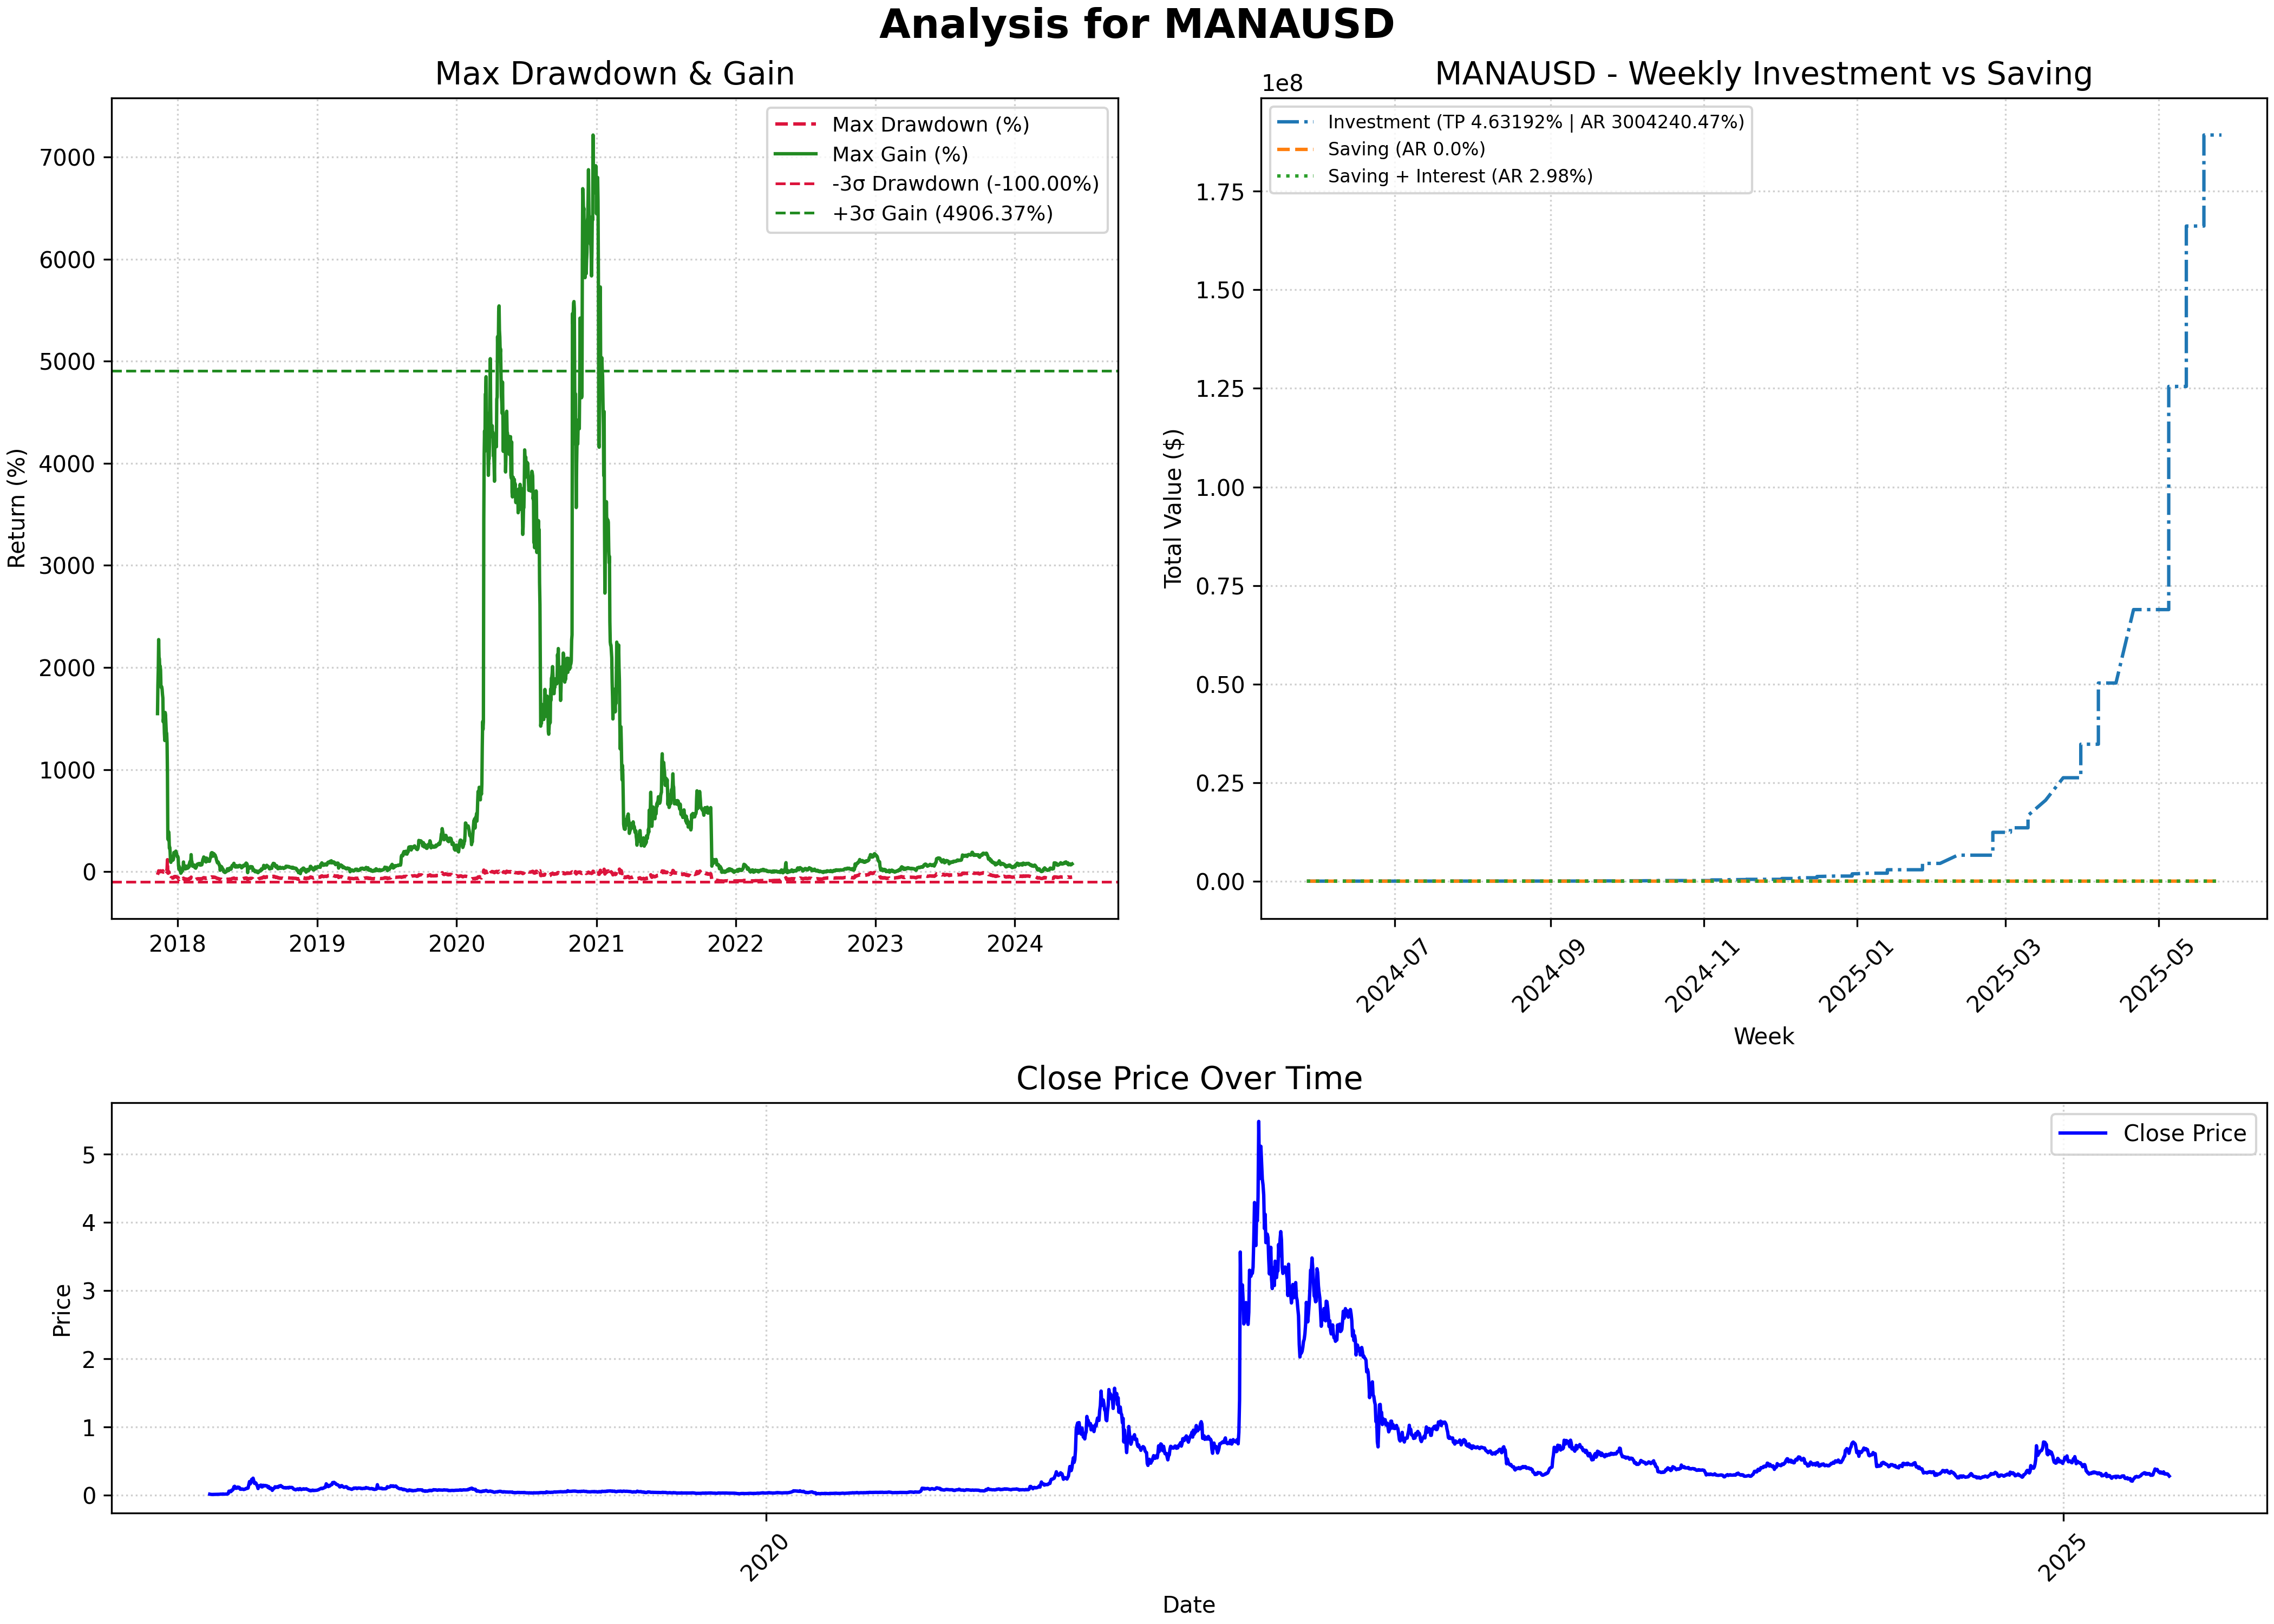 Analysis for MANAUSD
Max Drawdown & Gain
Max Drawdown (%)
Max Gain (%)
-3σ Drawdown (-100.00%)
+3σ Gain (4906.37%)
Return (%)
7000
6000
5000
4000
3000
2000
1000
0
2018
2019
2020
2021
2022
2023
2024
MANAUSD - Weekly Investment vs Saving
1e8
Investment (TP 4.63192% | AR 3004240.47%)
Saving (AR 0.0%)
Saving + Interest (AR 2.98%)
Total Value ($)
1.75
1.50
1.25
1.00
0.75
0.50
0.25
0.00
2024-07
2024-09
2024-11
2025-01
2025-03
2025-05
Week
Close Price Over Time
Close Price
Price
5
4
3
2
1
0
2020
2025
Date